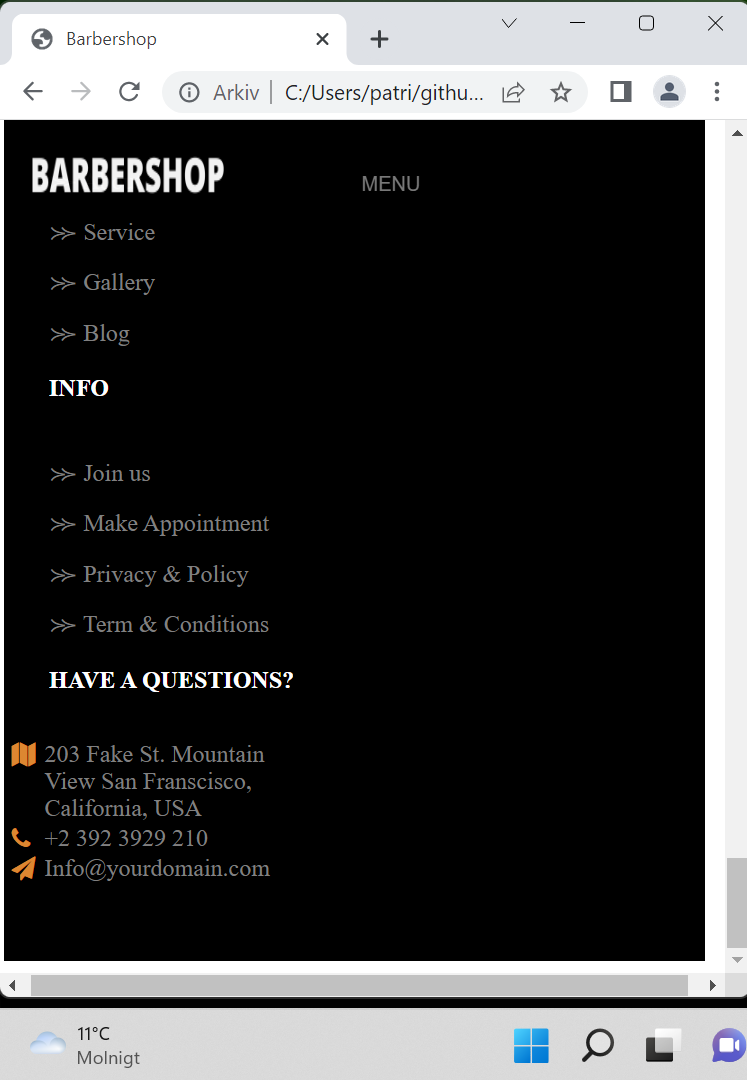 Barbershop
Arkiv
C:/Users/patri/githu...
BARBERSHOP
MENU
Service
Gallery
Blog
INFO
Join us
Make Appointment
Privacy & Policy
Term & Conditions
HAVE A QUESTIONS?
203 Fake St. Mountain
View San Franscisco,
California, USA
+2 392 3929 210
Info@yourdomain.com
11°C
Molnigt